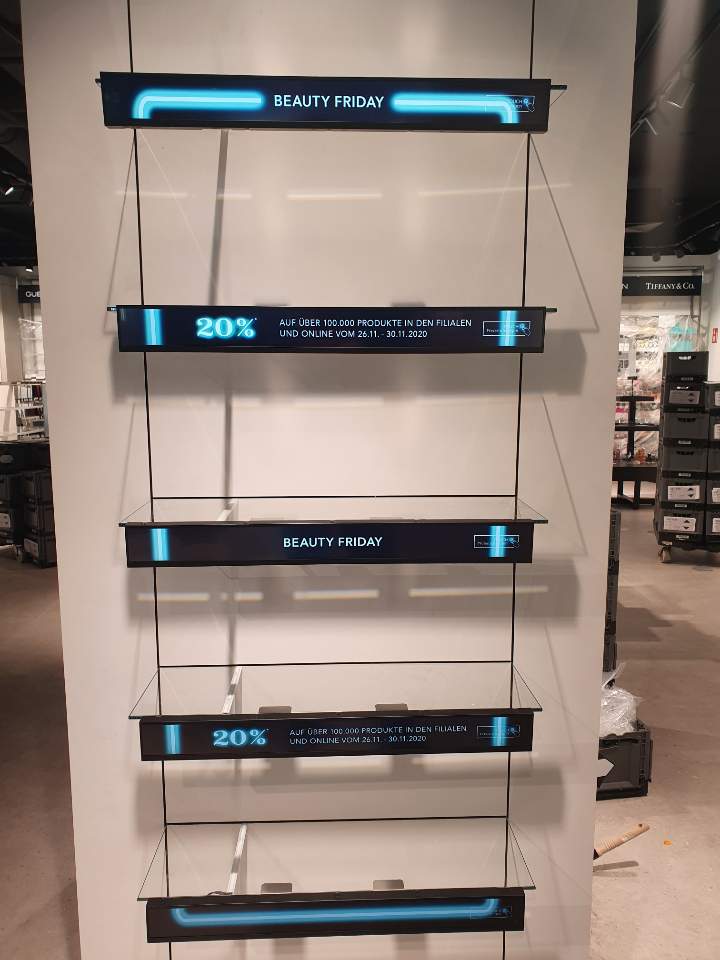 BEAUTY FRIDAY
TIFFANY & CO.
20%*
AUF ÜBER 100.000 PRODUKTE IN DEN FILIALEN
UND ONLINE VOM 26.11. - 30.11.2020
BEAUTY FRIDAY
20%*
AUF ÜBER 100.000 PRODUKTE IN DEN FILIALEN
UND ONLINE VOM 26.11. - 30.11.2020